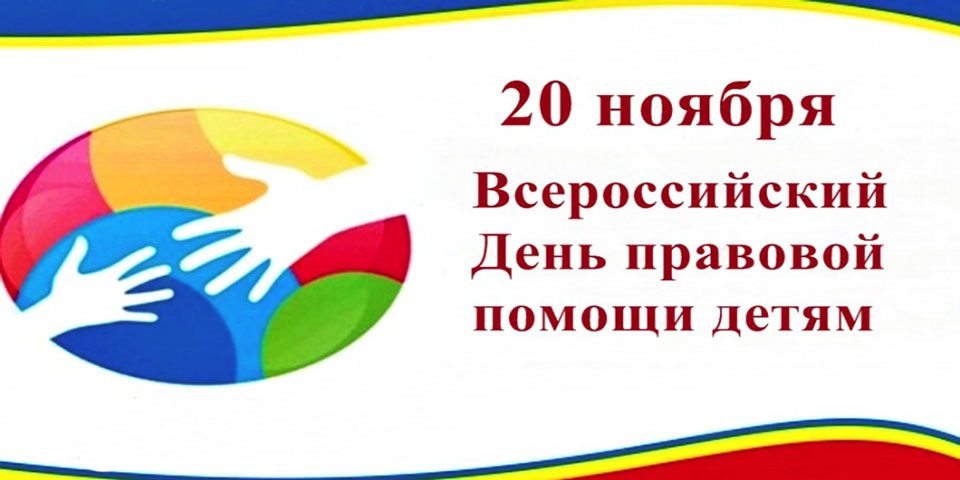 20 ноября
Всероссийский
День правовой
помощи детям